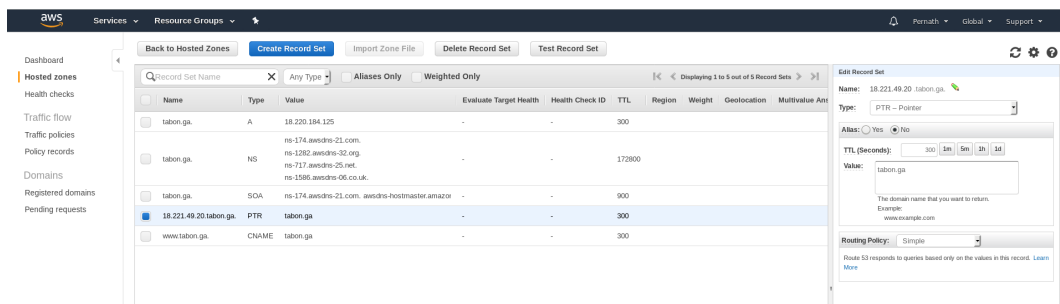 aws Services Resource Groups Pernath Global Support
Back to Hosted Zones Create Record Set Import Zone File Delete Record Set Test Record Set
Dashboard
Hosted zones
Health checks
Traffic flow
Traffic policies
Policy records
Domains
Registered domains
Pending requests
Record Set Name X Any Type Aliases Only Weighted Only Displaying 1 to 5 out of 5 Record Sets
Name Type Value Evaluate Target Health Health Check ID TTL Region Weight Geolocation Multivalue Ans
tabon.ga. A 18.220.184.125 - - 300
ns-174.awsdns-21.com.
ns-1282.awsdns-32.org.
tabon.ga. NS - - 172800
ns-717.awsdns-25.net.
ns-1586.awsdns-06.co.uk.
tabon.ga. SOA ns-174.awsdns-21.com. awsdns-hostmaster.amazon - - 900
18.221.49.20.tabon.ga. PTR tabon.ga - - 300
www.tabon.ga. CNAME tabon.ga - - 300
Edit Record Set
Name: 18.221.49.20 .tabon.ga.
Type: PTR – Pointer
Alias: Yes No
TTL (Seconds): 300 1m 5m 1h 1d
Value: tabon.ga
The domain name that you want to return.
Example:
www.example.com
Routing Policy: Simple
Route 53 responds to queries based only on the values in this record. Learn
More